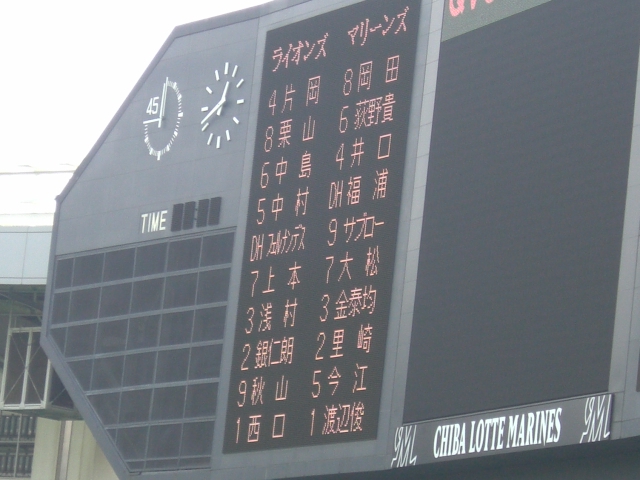 45
TIME
ライオンズ マリーンズ
4 片岡 8 岡田
8 栗山 6 荻野貴
6 中島 4 井口
5 中村 DH 福浦
DH フェルナンデス 9 サブロー
7 上本 7 大松
3 浅村 3 金泰均
2 銀仁朗 2 里崎
9 秋山 5 今江
1 西口 1 渡辺俊
CHIBA LOTTE MARINES